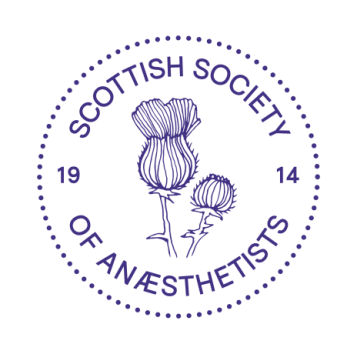 SCOTTISH SOCIETY
19 14
OF ANÆSTHETISTS